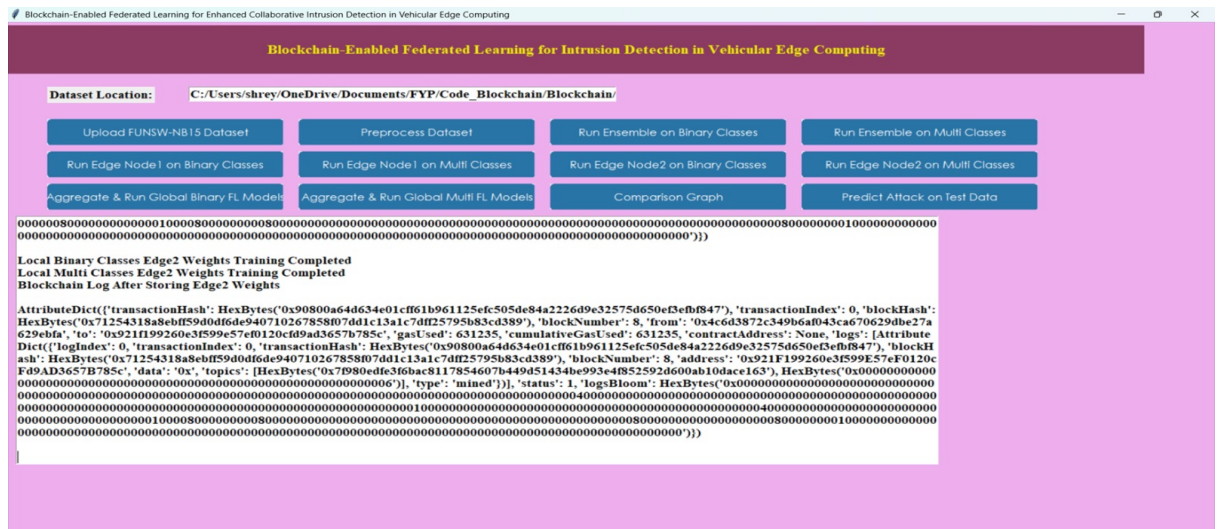 Blockchain-Enabled Federated Learning for Enhanced Collaborative Intrusion Detection in Vehicular Edge Computing
Blockchain-Enabled Federated Learning for Intrusion Detection in Vehicular Edge Computing
Dataset Location: C:/Users/shrey/OneDrive/Documents/FYP/Code_Blockchain/Blockchain/
Upload FUNSW-NB15 Dataset Preprocess Dataset Run Ensemble on Binary Classes Run Ensemble on Multi Classes
Run Edge Node1 on Binary Classes Run Edge Node1 on Multi Classes Run Edge Node2 on Binary Classes Run Edge Node2 on Multi Classes
Aggregate & Run Global Binary FL Models Aggregate & Run Global Multi FL Models Comparison Graph Predict Attack on Test Data
Local Binary Classes Edge2 Weights Training Completed
Local Multi Classes Edge2 Weights Training Completed
Blockchain Log After Storing Edge2 Weights
AttributeDict({'transactionHash': HexBytes('0x90800a64d634e01cff61b961125efc505de84a2226d9e32575d650ef3efbf847'), 'transactionIndex': 0, 'blockHash':
HexBytes('0x71254318a8ebff59d0df6de940710267858f07dd1c13a1c7dff25795b83cd389'), 'blockNumber': 8, 'from': '0x4c6d3872c349b6af043ca670629dbe27a
629ebfa', 'to': '0x921f199260e3f599e57ef0120cfd9ad3657b785c', 'gasUsed': 631235, 'cumulativeGasUsed': 631235, 'contractAddress': None, 'logs': [Attribute
Dict({'logIndex': 0, 'transactionIndex': 0, 'transactionHash': HexBytes('0x90800a64d634e01cff61b961125efc505de84a2226d9e32575d650ef3efbf847'), 'blockH
ash': HexBytes('0x71254318a8ebff59d0df6de940710267858f07dd1c13a1c7dff25795b83cd389'), 'blockNumber': 8, 'address': '0x921F199260e3f599E57eF0120c
Fd9AD3657B785c', 'data': '0x', 'topics': [HexBytes('0x7f980edfe3f6bac8117854607b449d51434be993e4f852592d600ab10dace163'), HexBytes('0x00000000000
0000000000000000000000000000000000000000000000000006')], 'type': 'mined'})], 'status': 1, 'logsBloom':